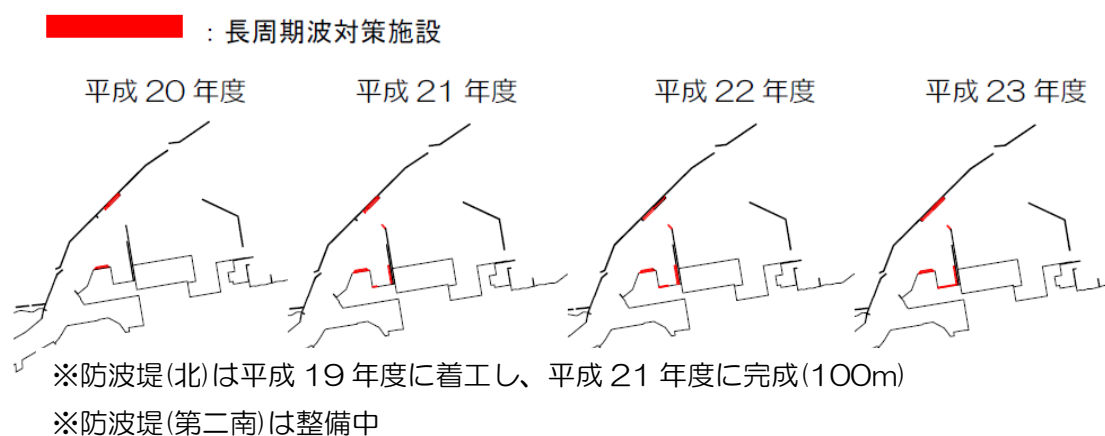 ：長周期波対策施設
平成 20 年度 平成 21 年度 平成 22 年度 平成 23 年度
※防波堤(北)は平成 19 年度に着工し、平成 21 年度に完成(100m)
※防波堤(第二南)は整備中